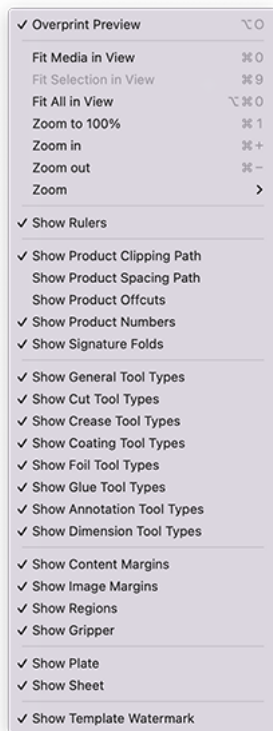 ✓ Overprint Preview ⌥O
Fit Media in View ⌘0
Fit Selection in View ⌘9
Fit All in View ⌥⌘0
Zoom to 100% ⌘1
Zoom in ⌘+
Zoom out ⌘−
Zoom >
✓ Show Rulers
✓ Show Product Clipping Path
Show Product Spacing Path
Show Product Offcuts
✓ Show Product Numbers
✓ Show Signature Folds
✓ Show General Tool Types
✓ Show Cut Tool Types
✓ Show Crease Tool Types
✓ Show Coating Tool Types
✓ Show Foil Tool Types
✓ Show Glue Tool Types
✓ Show Annotation Tool Types
✓ Show Dimension Tool Types
✓ Show Content Margins
✓ Show Image Margins
✓ Show Regions
✓ Show Gripper
✓ Show Plate
✓ Show Sheet
✓ Show Template Watermark